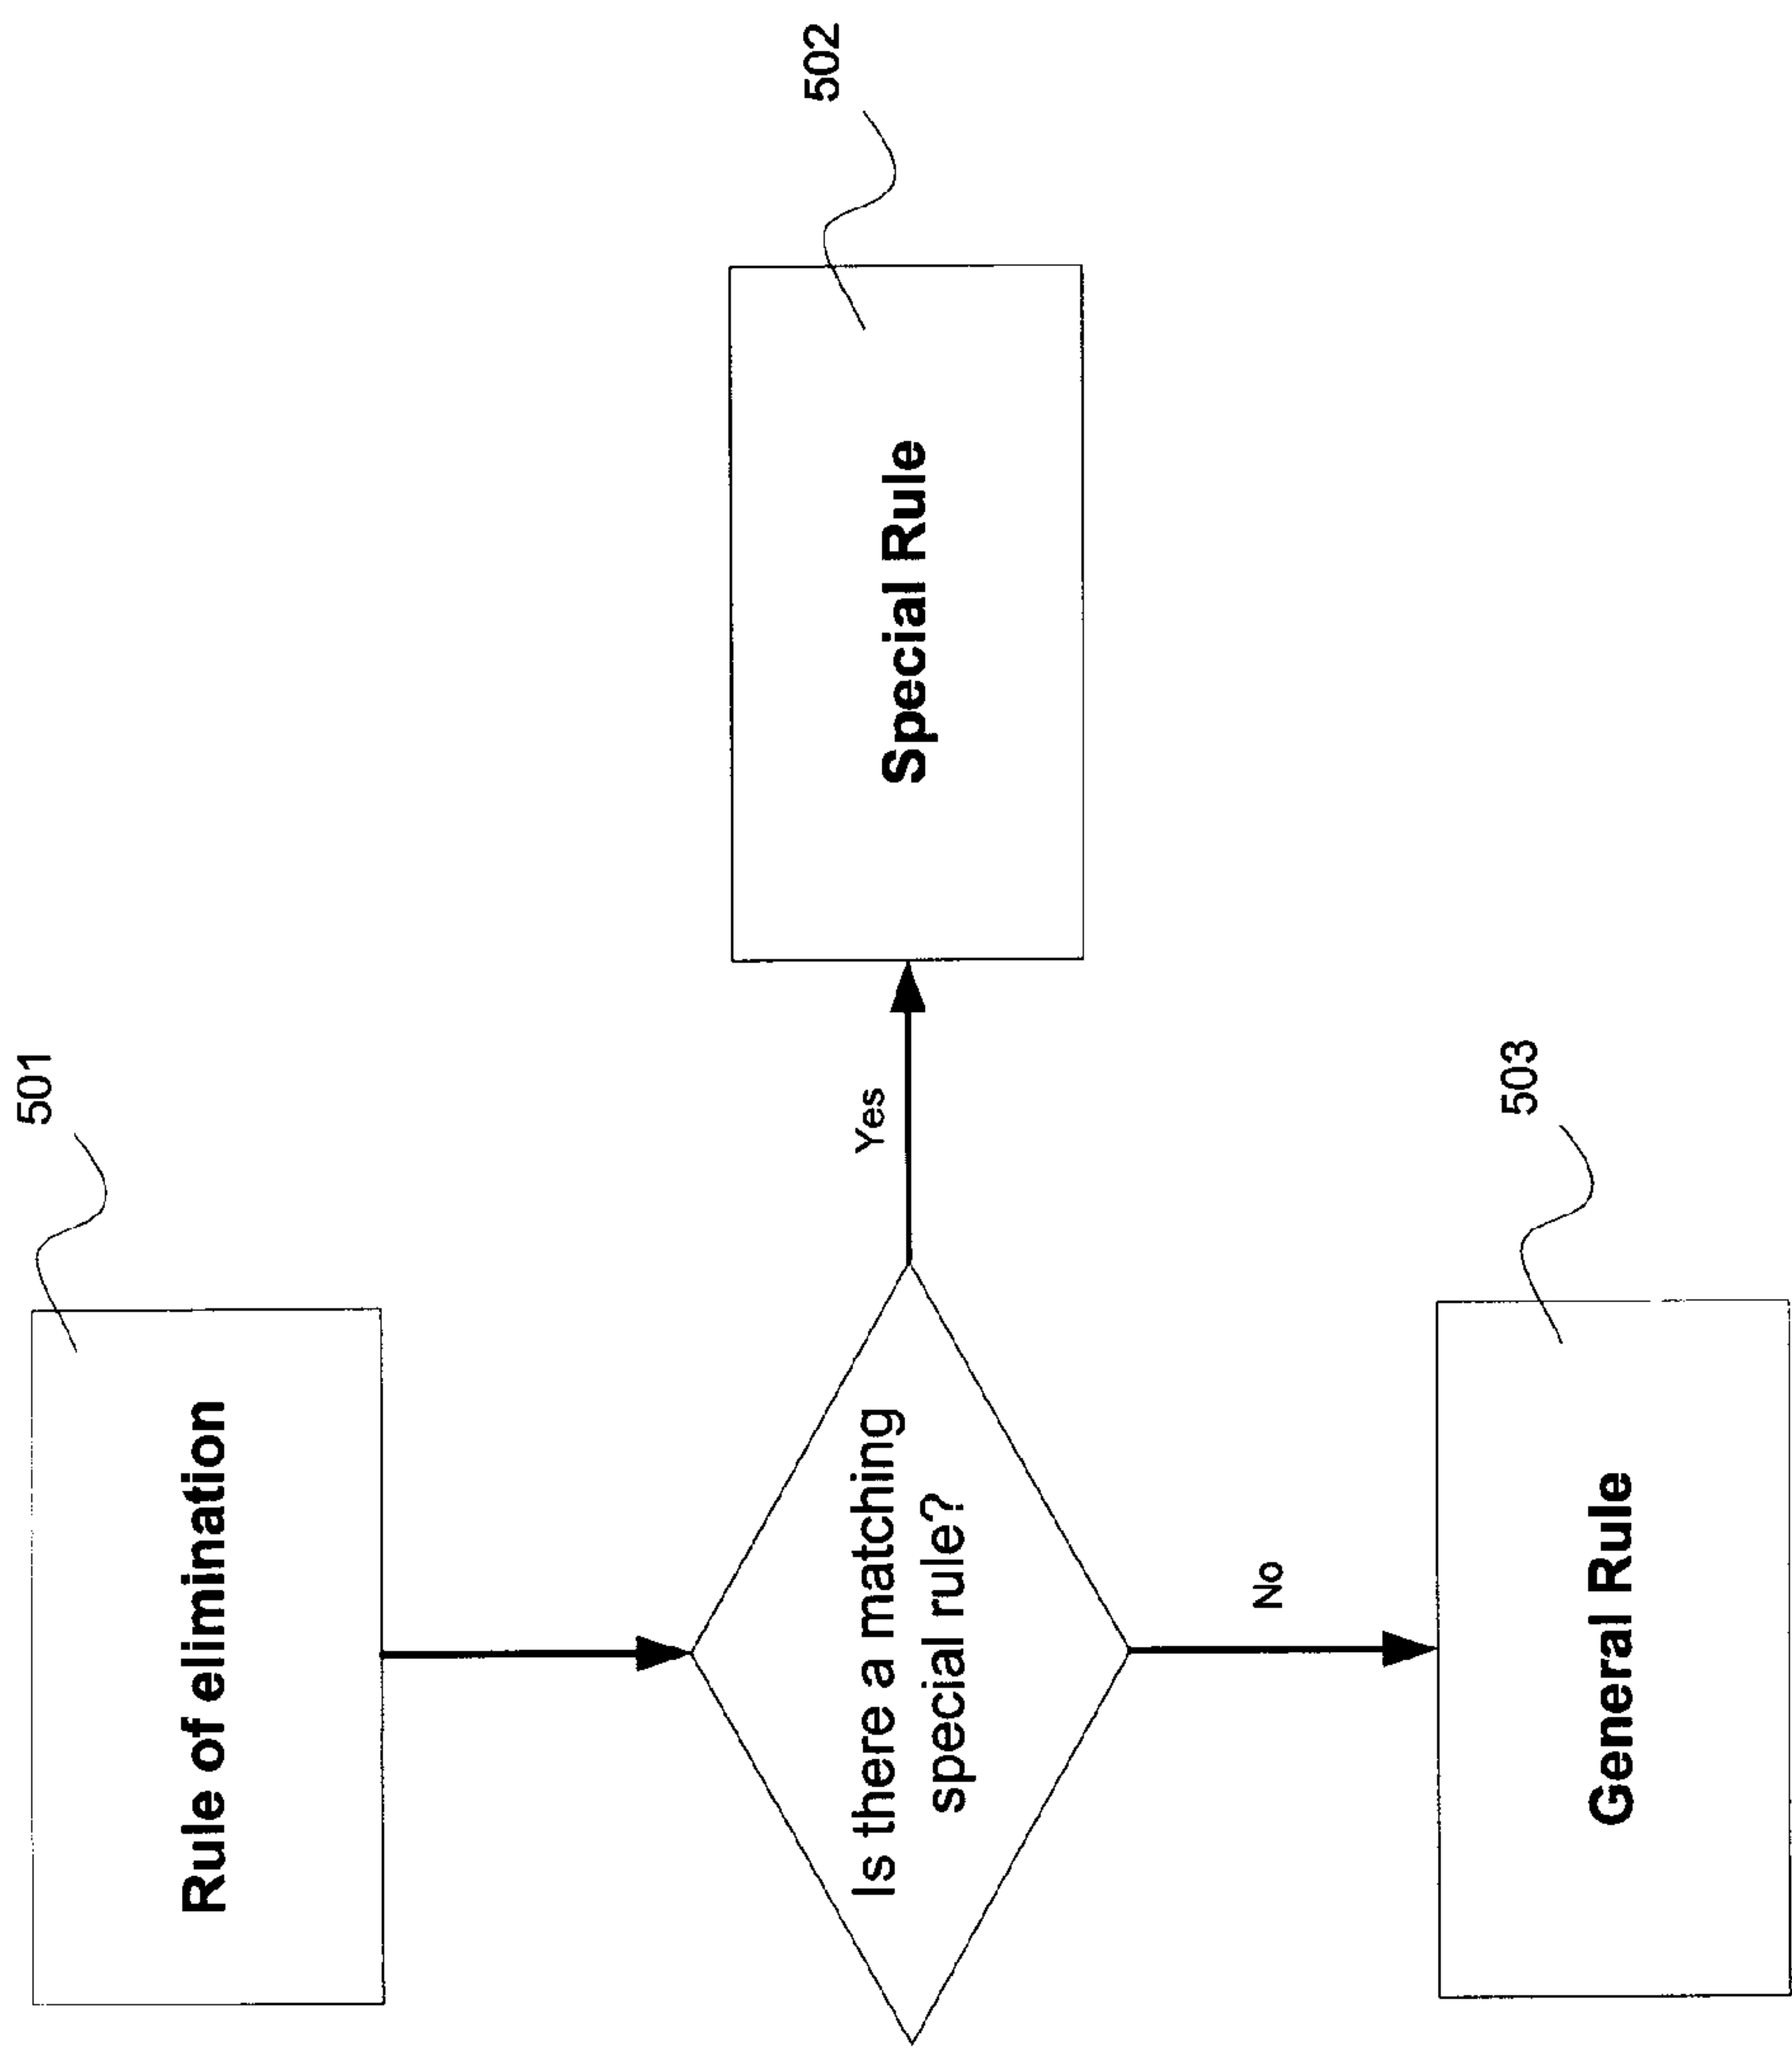 501
Rule of elimination
Is there a matching
special rule?
Yes
502
Special Rule
No
503
General Rule